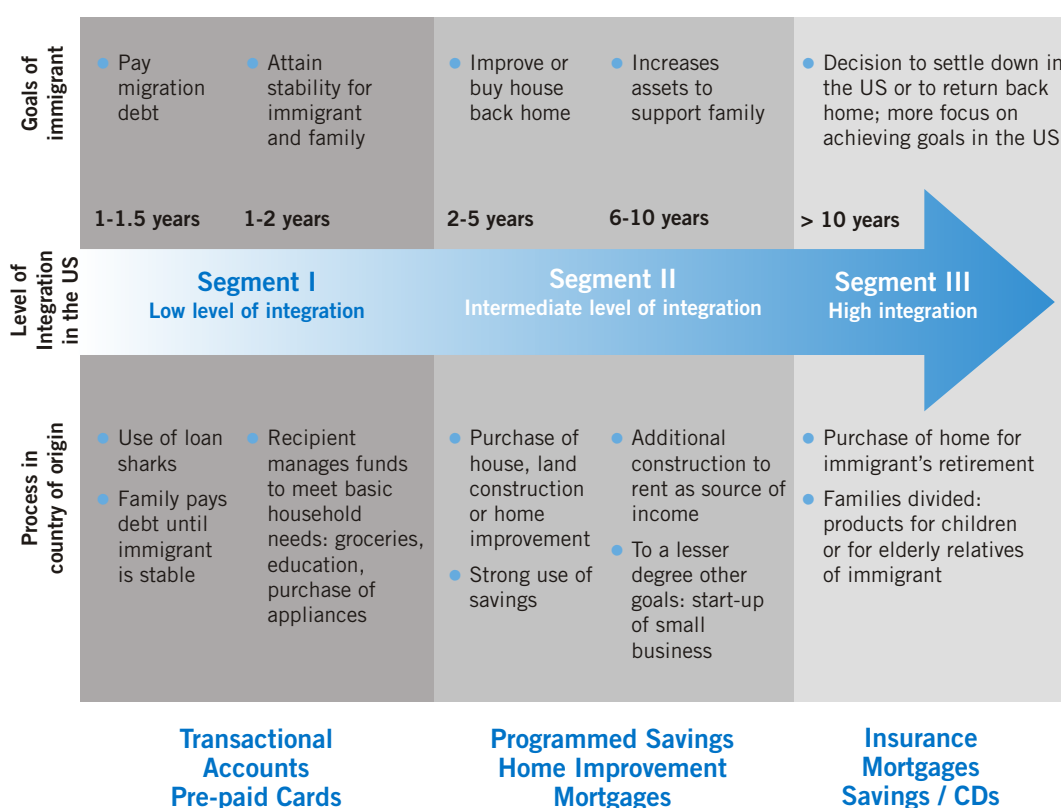 Goals of
immigrant
Pay
migration
debt
Attain
stability for
immigrant
and family
Improve or
buy house
back home
Increases
assets to
support family
Decision to settle down in
the US or to return back
home; more focus on
achieving goals in the US
1-1.5 years
1-2 years
2-5 years
6-10 years
> 10 years
Level of
Integration
in the US
Segment I
Low level of integration
Segment II
Intermediate level of integration
Segment III
High integration
Process in
country of origin
Use of loan
sharks
Family pays
debt until
immigrant
is stable
Recipient
manages funds
to meet basic
household
needs: groceries,
education,
purchase of
appliances
Purchase of
house, land
construction
or home
improvement
Strong use of
savings
Additional
construction to
rent as source of
income
To a lesser
degree other
goals: start-up
of small
business
Purchase of home for
immigrant's retirement
Families divided:
products for children
or for elderly relatives
of immigrant
Transactional
Accounts
Pre-paid Cards
Programmed Savings
Home Improvement
Mortgages
Insurance
Mortgages
Savings / CDs